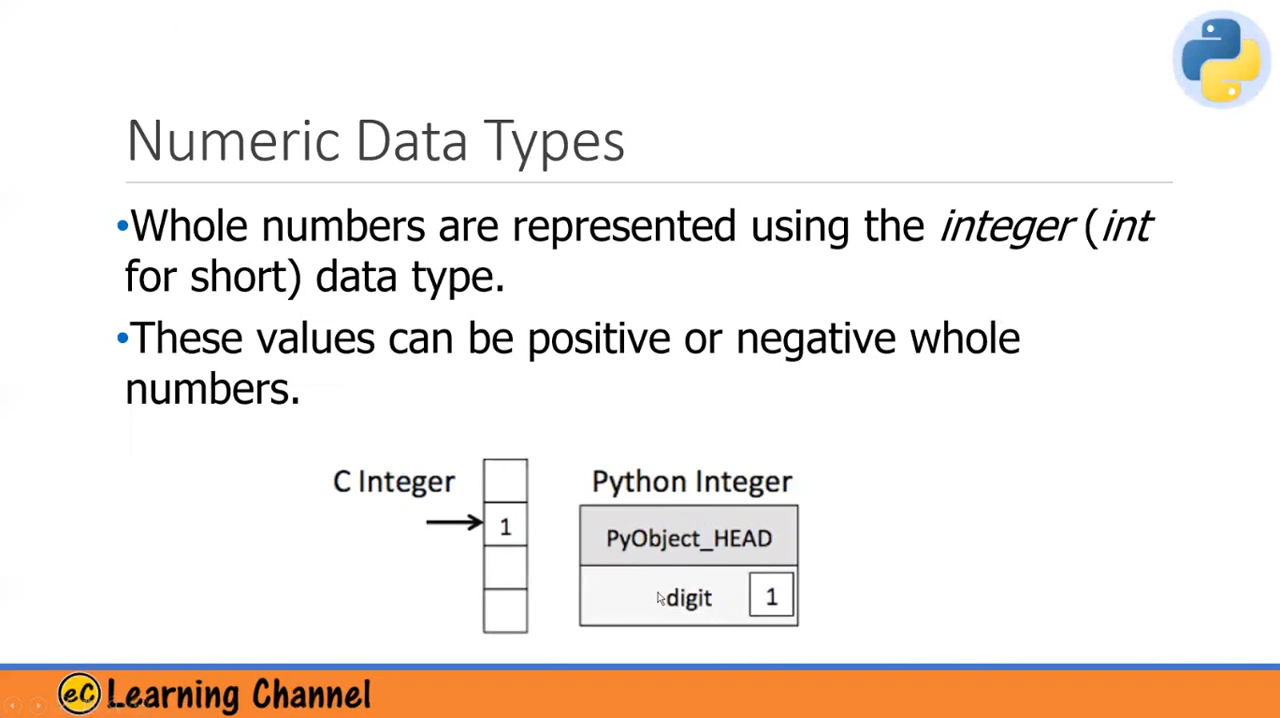 Numeric Data Types
•Whole numbers are represented using the integer (int
for short) data type.
•These values can be positive or negative whole
numbers.
C Integer
1
Python Integer
PyObject_HEAD
digit 1
eC Learning Channel